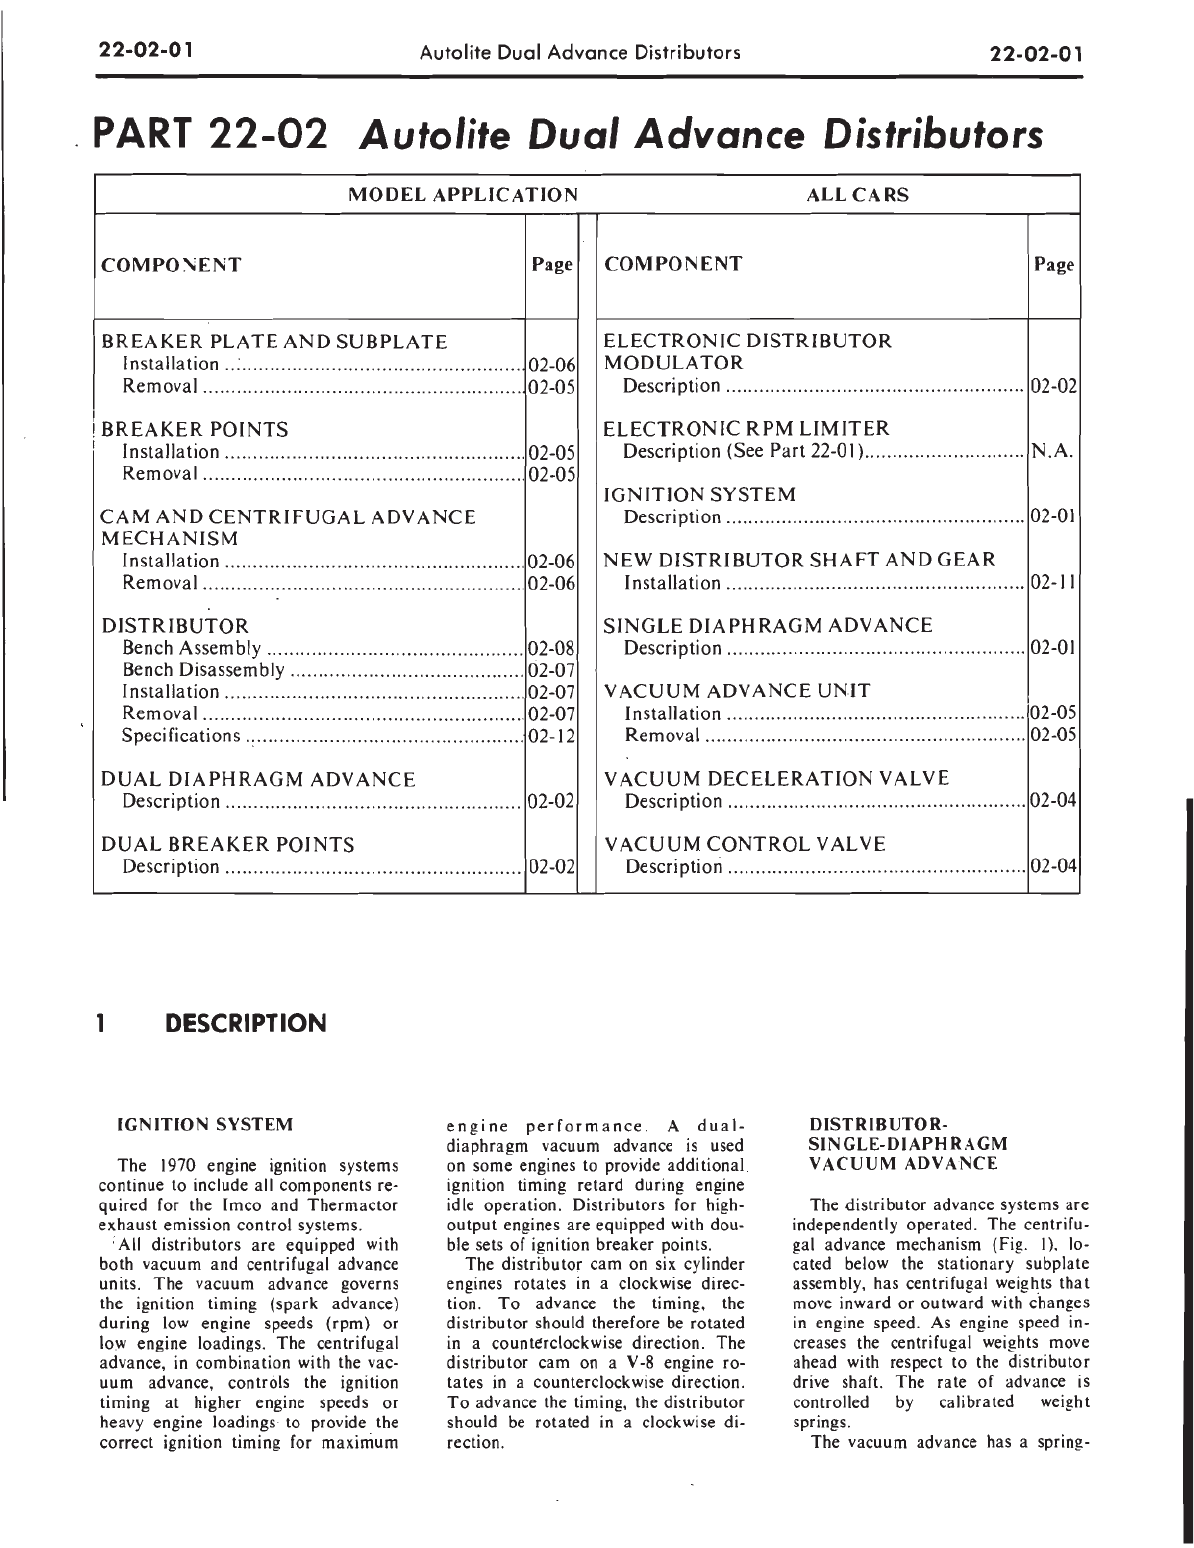 22-02-01 Autolite Dual Advance Distributors 22-02-01
PART 22-02 Autolite Dual Advance Distributors
MODEL APPLICATION ALL CARS
COMPONENT Page
BREAKER PLATE AND SUBPLATE
Installation 02-06
Removal 02-05
BREAKER POINTS
Installation 02-05
Removal 02-05
CAM AND CENTRIFUGAL ADVANCE
MECHANISM
Installation 02-06
Removal 02-06
DISTRIBUTOR
Bench Assembly 02-08
Bench Disassembly 02-07
Installation 02-07
Removal 02-07
Specifications 02-12
DUAL DIAPHRAGM ADVANCE
Description 02-02
DUAL BREAKER POINTS
Description 02-02
COMPONENT Page
ELECTRONIC DISTRIBUTOR
MODULATOR
Description 02-02
ELECTRONIC RPM LIMITER
Description (See Part 22-01) N.A.
IGNITION SYSTEM
Description 02-01
NEW DISTRIBUTOR SHAFT AND GEAR
Installation 02-11
SINGLE DIAPHRAGM ADVANCE
Description 02-01
VACUUM ADVANCE UNIT
Installation 02-05
Removal 02-05
VACUUM DECELERATION VALVE
Description 02-04
VACUUM CONTROL VALVE
Description 02-04
1 DESCRIPTION
IGNITION SYSTEM
The 1970 engine ignition systems
continue to include all components re-
quired for the Imco and Thermactor
exhaust emission control systems.
All distributors are equipped with
both vacuum and centrifugal advance
units. The vacuum advance governs
the ignition timing (spark advance)
during low engine speeds (rpm) or
low engine loadings. The centrifugal
advance, in combination with the vac-
uum advance, controls the ignition
timing at higher engine speeds or
heavy engine loadings to provide the
correct ignition timing for maximum
engine performance. A dual-
diaphragm vacuum advance is used
on some engines to provide additional
ignition timing retard during engine
idle operation. Distributors for high-
output engines are equipped with dou-
ble sets of ignition breaker points.
The distributor cam on six cylinder
engines rotates in a clockwise direc-
tion. To advance the timing, the
distributor should therefore be rotated
in a counterclockwise direction. The
distributor cam on a V-8 engine ro-
tates in a counterclockwise direction.
To advance the timing, the distributor
should be rotated in a clockwise di-
rection.
DISTRIBUTOR-
SINGLE-DIAPHRAGM
VACUUM ADVANCE
The distributor advance systems are
independently operated. The centrifu-
gal advance mechanism (Fig. 1), lo-
cated below the stationary subplate
assembly, has centrifugal weights that
move inward or outward with changes
in engine speed. As engine speed in-
creases the centrifugal weights move
ahead with respect to the distributor
drive shaft. The rate of advance is
controlled by calibrated weight
springs.
The vacuum advance has a spring-